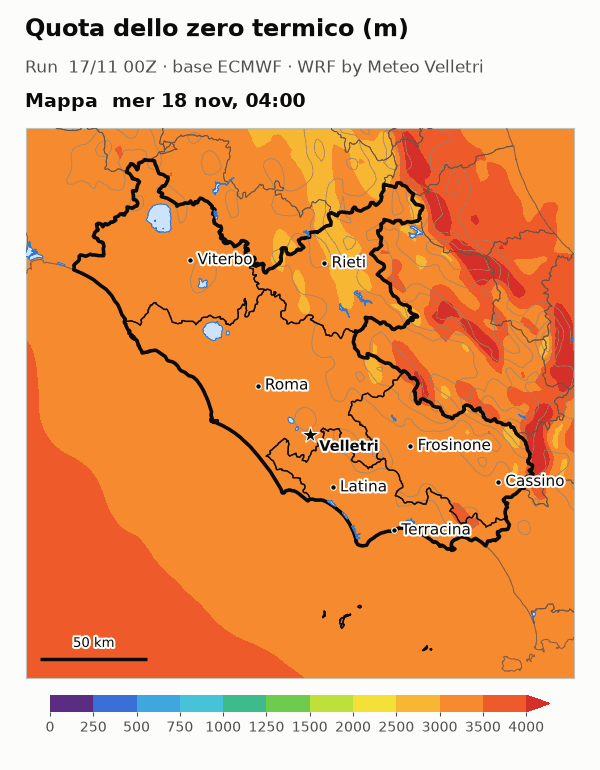 Quota dello zero termico (m)
Run  17/11 00Z · base ECMWF · WRF by Meteo Velletri
Mappa  mer 18 nov, 04:00
Viterbo
Rieti
Roma
Velletri
Frosinone
Cassino
Latina
Terracina
50 km
0 250 500 750 1000 1250 1500 2000 2500 3000 3500 4000